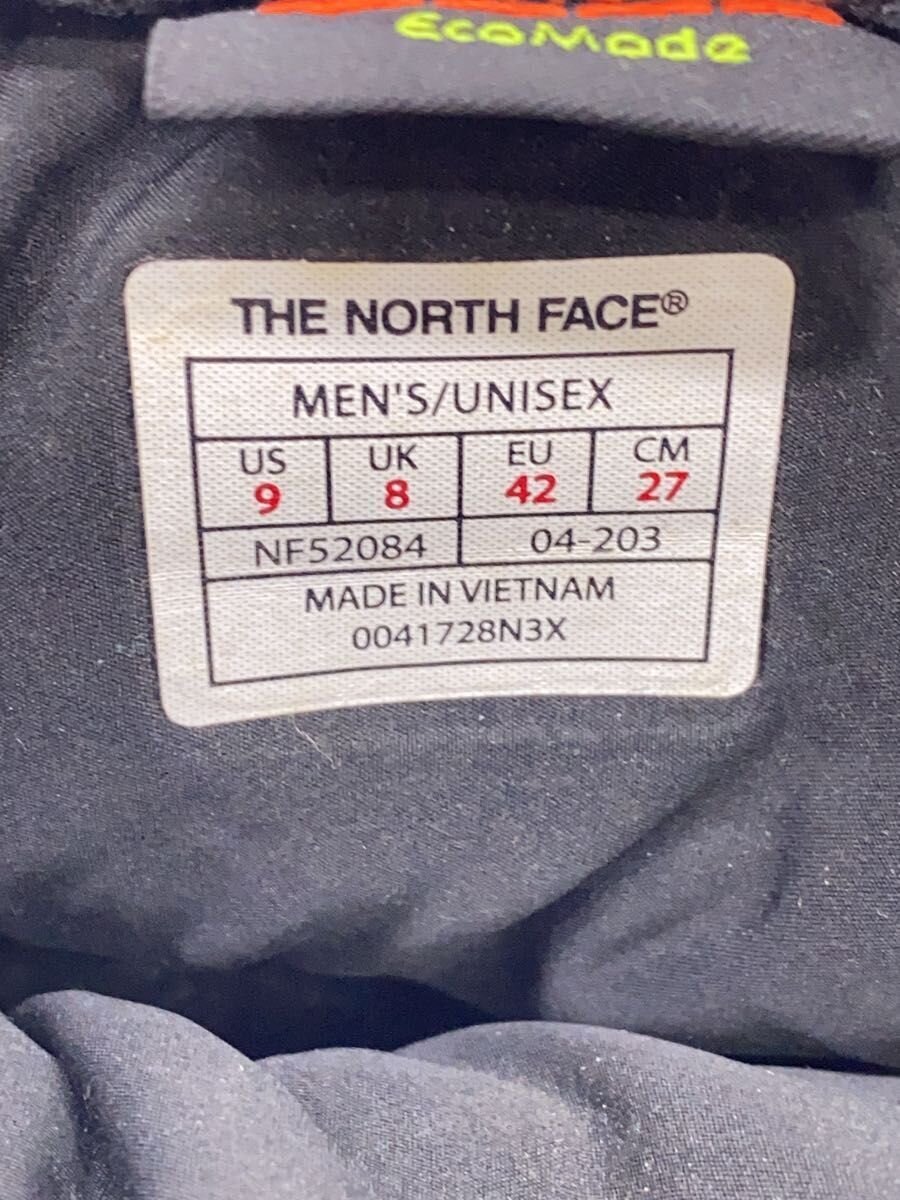 EcoMade
THE NORTH FACE®
MEN'S/UNISEX
US UK EU CM
9 8 42 27
NF52084 04-203
MADE IN VIETNAM
0041728N3X